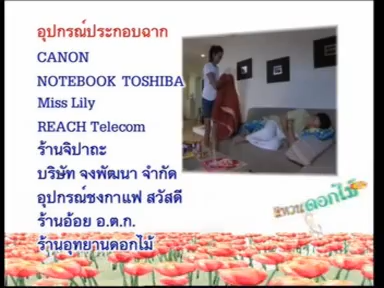 อุปกรณ์ประกอบฉาก
CANON
NOTEBOOK TOSHIBA
Miss Lily
REACH Telecom
ร้านจิปาถะ
บริษัท จงพัฒนา จำกัด
อุปกรณ์ชงกาแฟ สวัสดี
ร้านอ้อย อ.ต.ก.
ร้านอุทยานดอกไม้
ดอกไม้